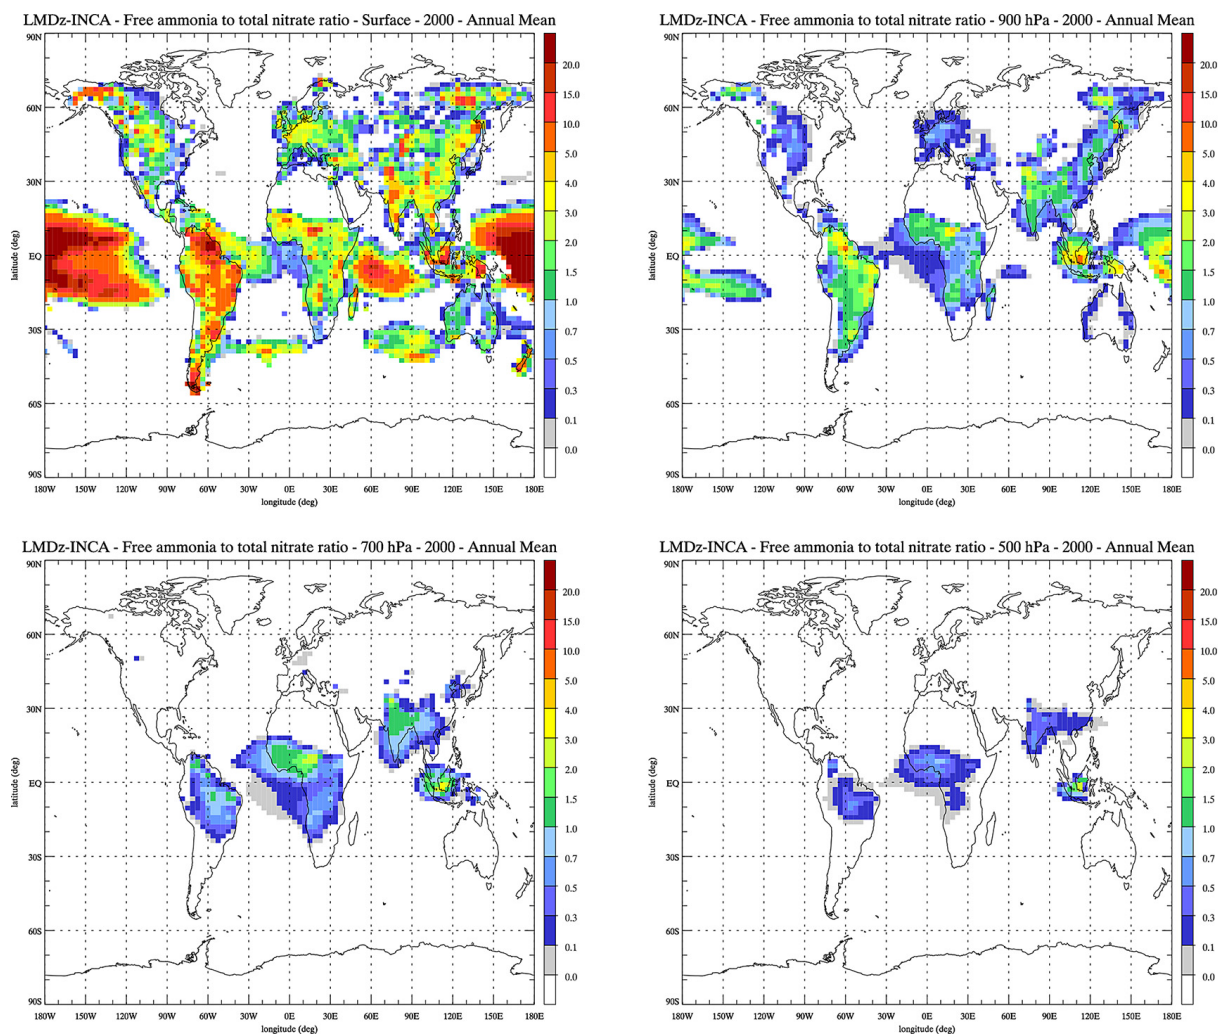 LMDz-INCA - Free ammonia to total nitrate ratio - Surface - 2000 - Annual Mean
90N
60N
30N
EQ
30S
60S
90S
latitude (deg)
180W 150W 120W 90W 60W 30W 0E 30E 60E 90E 120E 150E 180E
longitude (deg)
20.0
15.0
10.0
5.0
4.0
3.0
2.0
1.5
1.0
0.7
0.5
0.3
0.1
0.0
LMDz-INCA - Free ammonia to total nitrate ratio - 900 hPa - 2000 - Annual Mean
90N
60N
30N
EQ
30S
60S
90S
latitude (deg)
180W 150W 120W 90W 60W 30W 0E 30E 60E 90E 120E 150E 180E
longitude (deg)
20.0
15.0
10.0
5.0
4.0
3.0
2.0
1.5
1.0
0.7
0.5
0.3
0.1
0.0
LMDz-INCA - Free ammonia to total nitrate ratio - 700 hPa - 2000 - Annual Mean
90N
60N
30N
EQ
30S
60S
90S
latitude (deg)
180W 150W 120W 90W 60W 30W 0E 30E 60E 90E 120E 150E 180E
longitude (deg)
20.0
15.0
10.0
5.0
4.0
3.0
2.0
1.5
1.0
0.7
0.5
0.3
0.1
0.0
LMDz-INCA - Free ammonia to total nitrate ratio - 500 hPa - 2000 - Annual Mean
90N
60N
30N
EQ
30S
60S
90S
latitude (deg)
180W 150W 120W 90W 60W 30W 0E 30E 60E 90E 120E 150E 180E
longitude (deg)
20.0
15.0
10.0
5.0
4.0
3.0
2.0
1.5
1.0
0.7
0.5
0.3
0.1
0.0